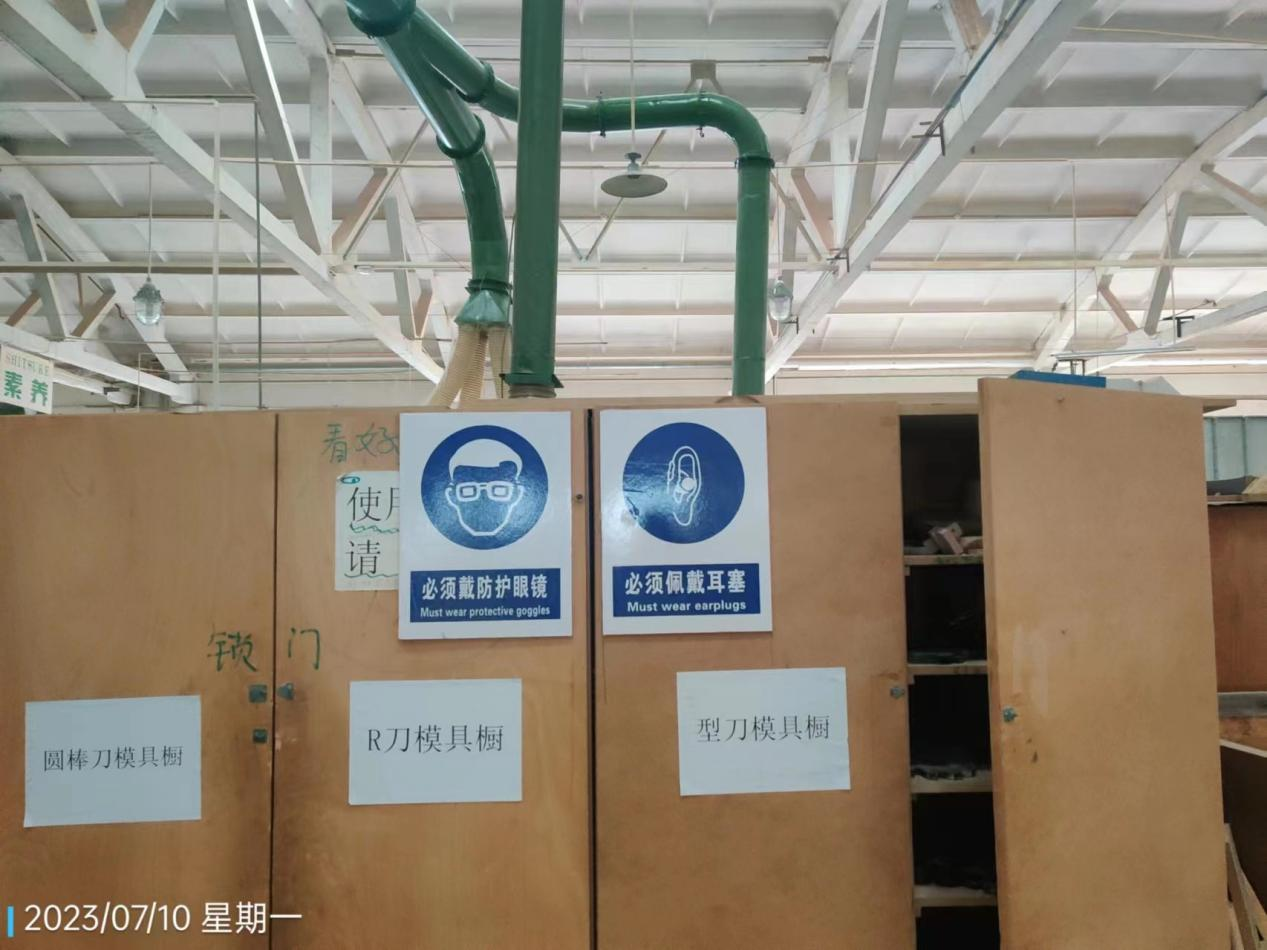 SHITSUKE
素养
看好
使用
请
必须戴防护眼镜
Must wear protective goggles
必须佩戴耳塞
Must wear earplugs
锁门
圆棒刀模具橱
R刀模具橱
型刀模具橱
2023/07/10 星期一